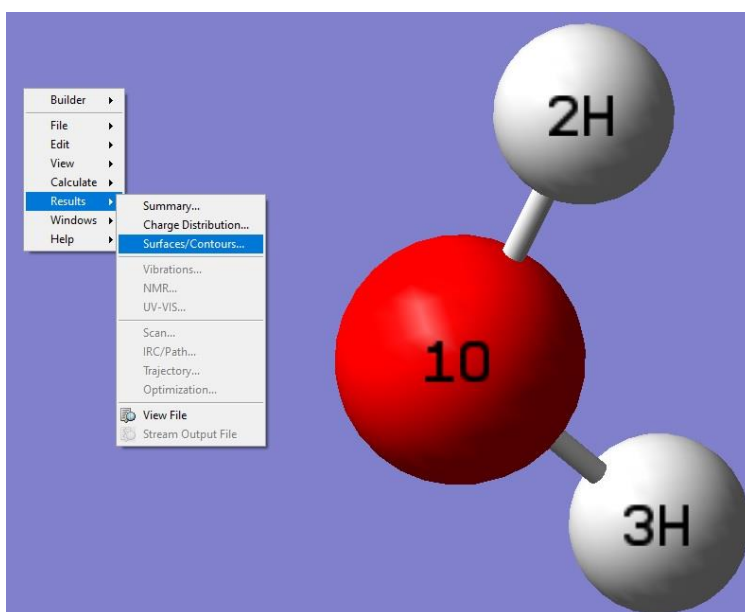 Builder
File
Edit
View
Calculate
Results
Windows
Help
Summary...
Charge Distribution...
Surfaces/Contours...
Vibrations...
NMR...
UV-VIS...
Scan...
IRC/Path...
Trajectory...
Optimization...
View File
Stream Output File
2H
1O
3H